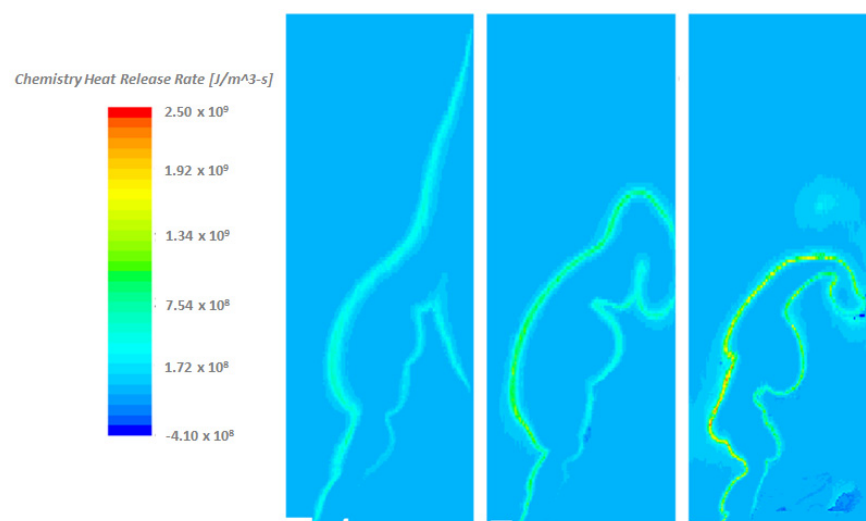 Chemistry Heat Release Rate [J/m^3-s]
2.50 x 10⁹
1.92 x 10⁹
1.34 x 10⁹
7.54 x 10⁸
1.72 x 10⁸
-4.10 x 10⁸